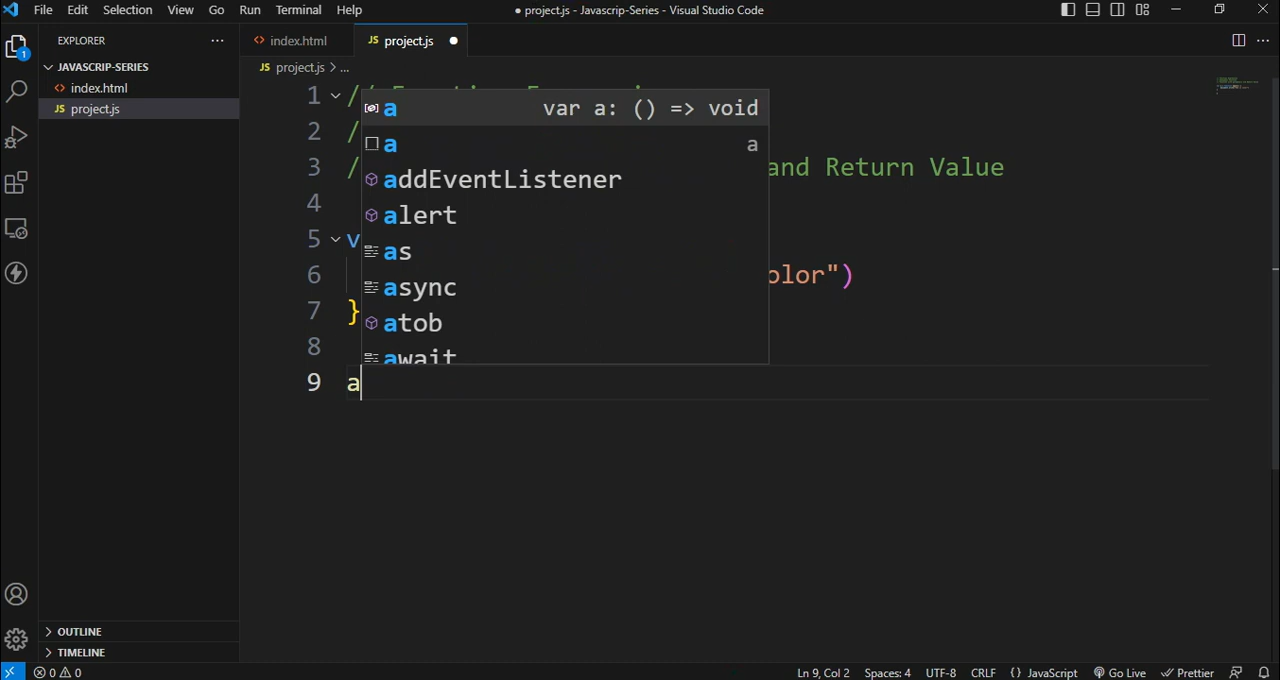 File Edit Selection View Go Run Terminal Help
● project.js - Javascrip-Series - Visual Studio Code
EXPLORER ...
JAVASCRIP-SERIES
index.html
JS project.js
OUTLINE
TIMELINE
index.html JS project.js ●
JS project.js > ...
1 //
2 /
3 / and Return Value
4
5 v
6 olor")
7 }
8
9 a
a var a: () => void
a a
addEventListener
alert
as
async
atob
await
1
0 0
Ln 9, Col 2 Spaces: 4 UTF-8 CRLF {} JavaScript Go Live Prettier